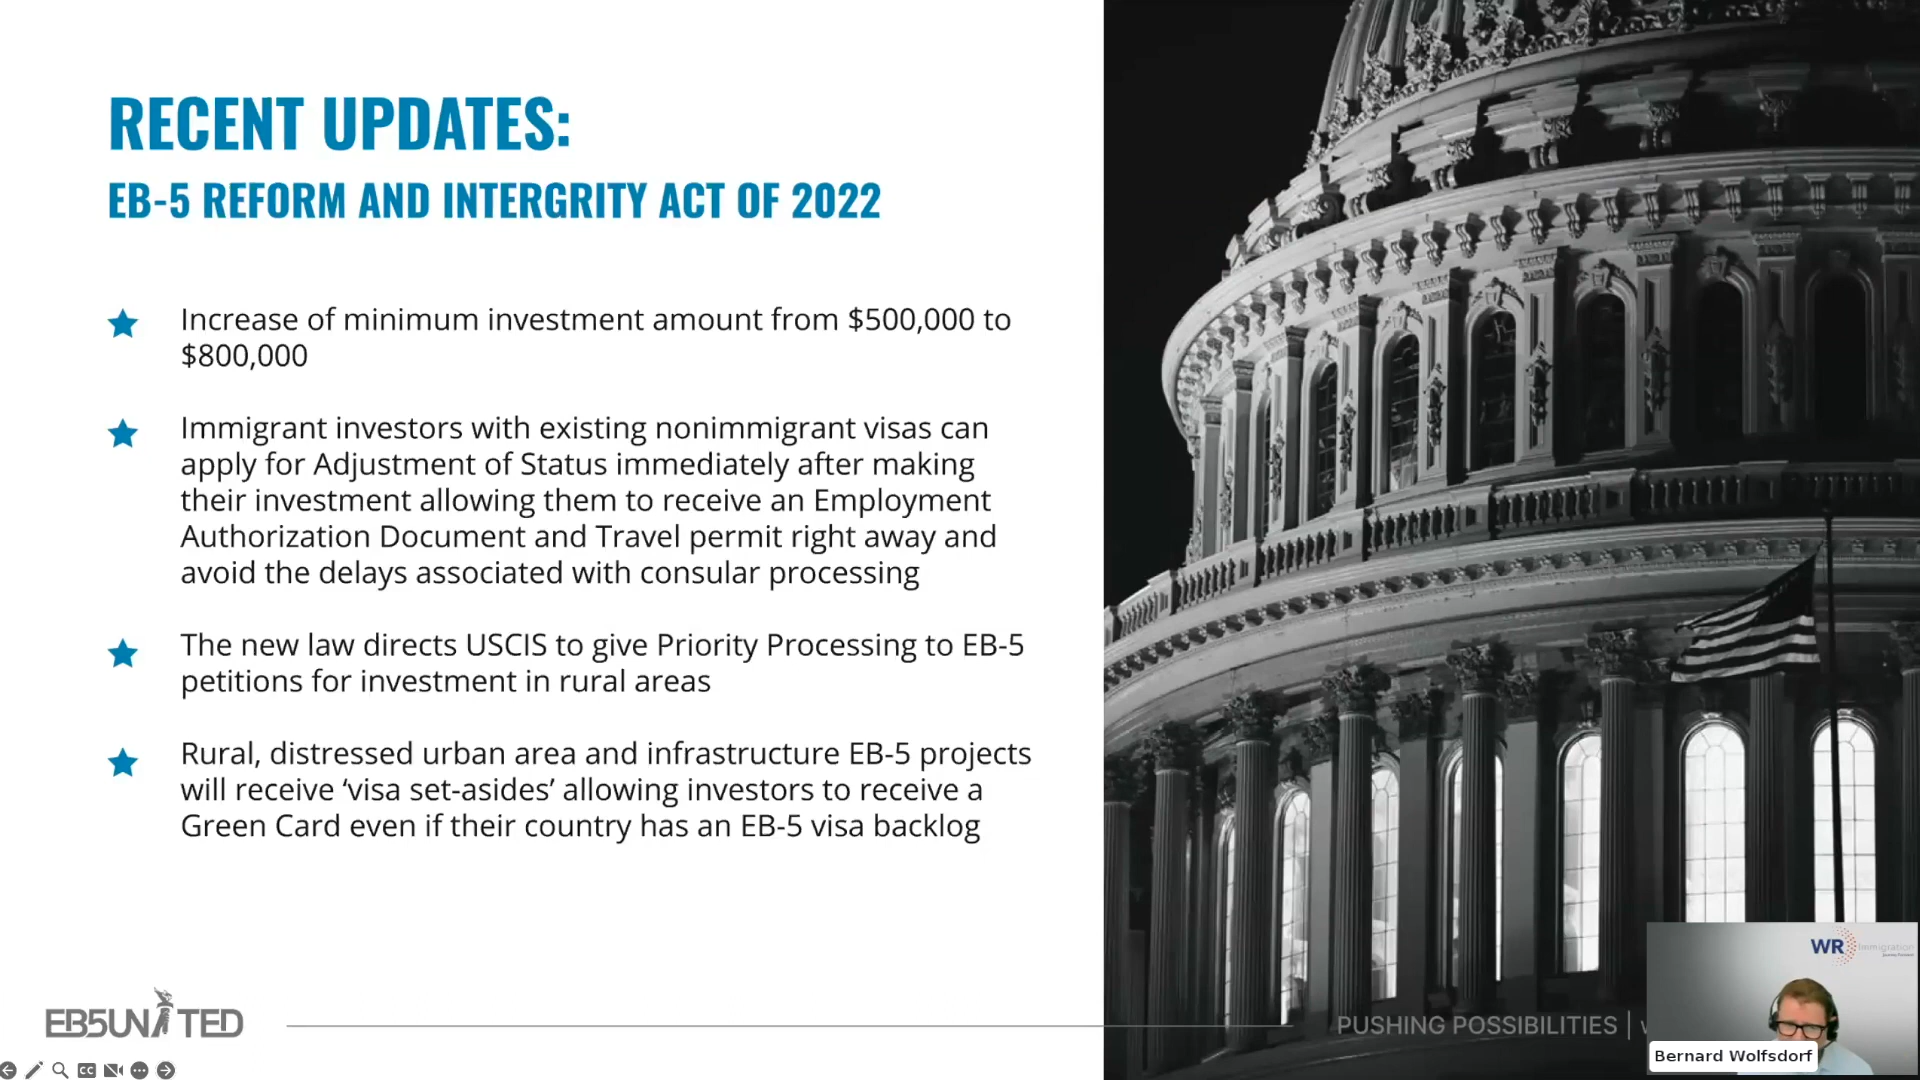 RECENT UPDATES:
EB-5 REFORM AND INTERGRITY ACT OF 2022
Increase of minimum investment amount from $500,000 to
$800,000
Immigrant investors with existing nonimmigrant visas can
apply for Adjustment of Status immediately after making
their investment allowing them to receive an Employment
Authorization Document and Travel permit right away and
avoid the delays associated with consular processing
The new law directs USCIS to give Priority Processing to EB-5
petitions for investment in rural areas
Rural, distressed urban area and infrastructure EB-5 projects
will receive ‘visa set-asides’ allowing investors to receive a
Green Card even if their country has an EB-5 visa backlog
WR Immigration
EB5UNITED
PUSHING POSSIBILITIES |
Bernard Wolfsdorf
CC